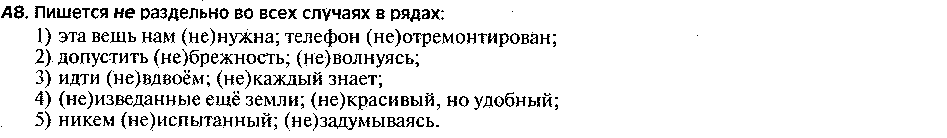 А8. Пишется не раздельно во всех случаях в рядах:
1) эта вещь нам (не)нужна; телефон (не)отремонтирован;
2) допустить (не)брежность; (не)волнуясь;
3) идти (не)вдвоём; (не)каждый знает;
4) (не)изведанные ещё земли; (не)красивый, но удобный;
5) никем (не)испытанный; (не)задумываясь.